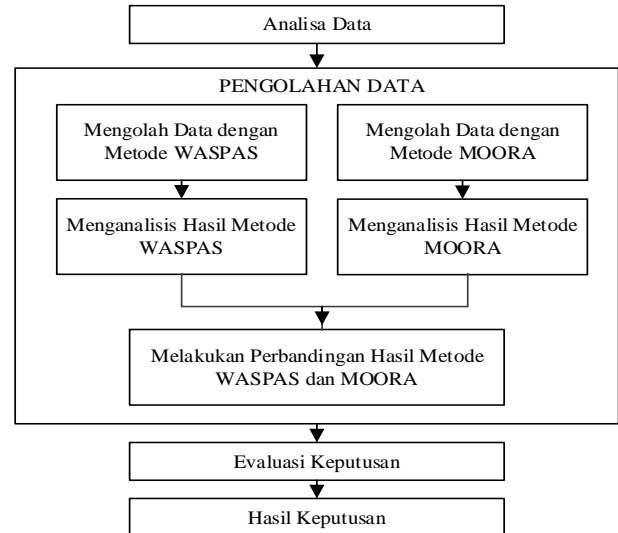 Analisa Data
PENGOLAHAN DATA
Mengolah Data dengan
Metode WASPAS
Mengolah Data dengan
Metode MOORA
Menganalisis Hasil Metode
WASPAS
Menganalisis Hasil Metode
MOORA
Melakukan Perbandingan Hasil Metode
WASPAS dan MOORA
Evaluasi Keputusan
Hasil Keputusan